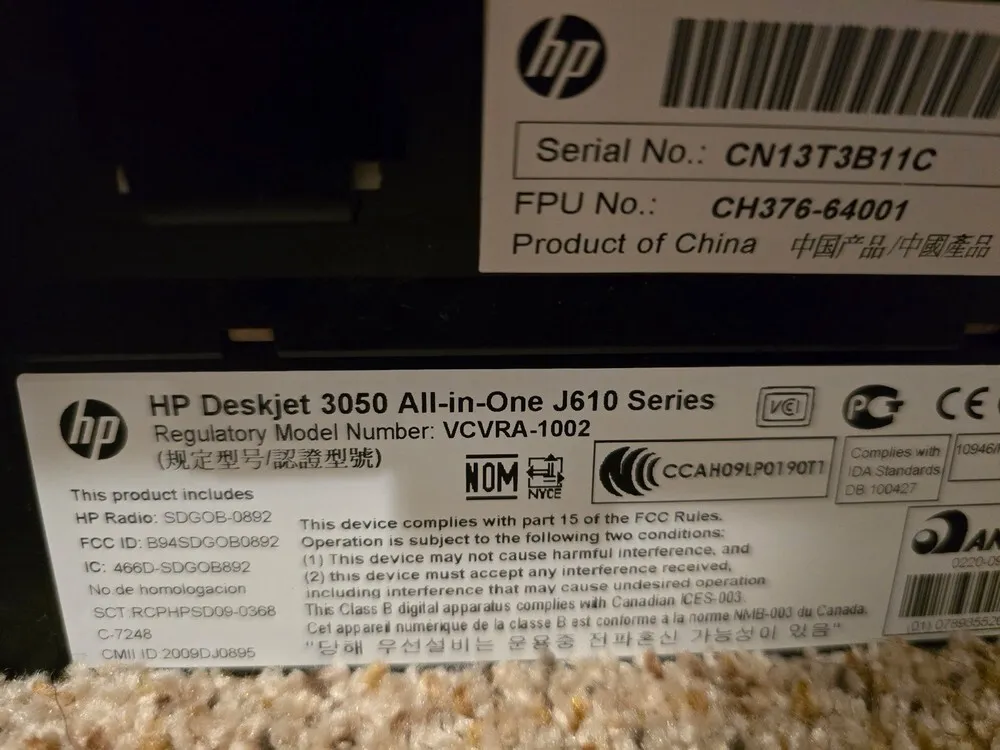 hp
Serial No.: CN13T3B11C
FPU No.: CH376-64001
Product of China 中国产品/中國產品
hp
HP Deskjet 3050 All-in-One J610 Series
Regulatory Model Number: VCVRA-1002
(规定型号/認證型號)
VCCI
CE
NOM
NYCE
CCAH09LP0190T1
Complies with
IDA Standards
DB 100427
This product includes
HP Radio: SDGOB-0892
FCC ID: B94SDGOB0892
IC: 466D-SDGOB892
No.de homologacion
SCT RCPHPSD09-0368
C-7248
CMII ID:2009DJ0895
This device complies with part 15 of the FCC Rules.
Operation is subject to the following two conditions:
(1) This device may not cause harmful interference, and
(2) this device must accept any interference received,
including interference that may cause undesired operation
This Class B digital apparatus complies with Canadian ICES-003.
Cet appareil numérique de la classe B est conforme à la norme NMB-003 du Canada.
"당해 무선설비는 운용중 전파혼신 가능성이 있음"